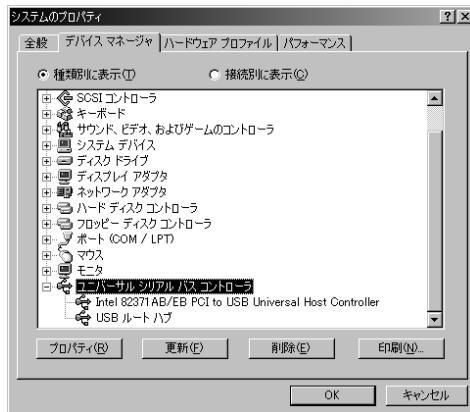 システムのプロパティ
全般 デバイス マネージャ ハードウェア プロファイル パフォーマンス
種類別に表示(T) 接続別に表示(C)
SCSI コントローラ
キーボード
サウンド、ビデオ、およびゲームのコントローラ
システム デバイス
ディスク ドライブ
ディスプレイ アダプタ
ネットワーク アダプタ
ハード ディスク コントローラ
フロッピー ディスク コントローラ
ポート (COM / LPT)
マウス
モニタ
ユニバーサル シリアル バス コントローラ
Intel 82371AB/EB PCI to USB Universal Host Controller
USB ルート ハブ
プロパティ(R) 更新(F) 削除(E) 印刷(N)...
OK キャンセル